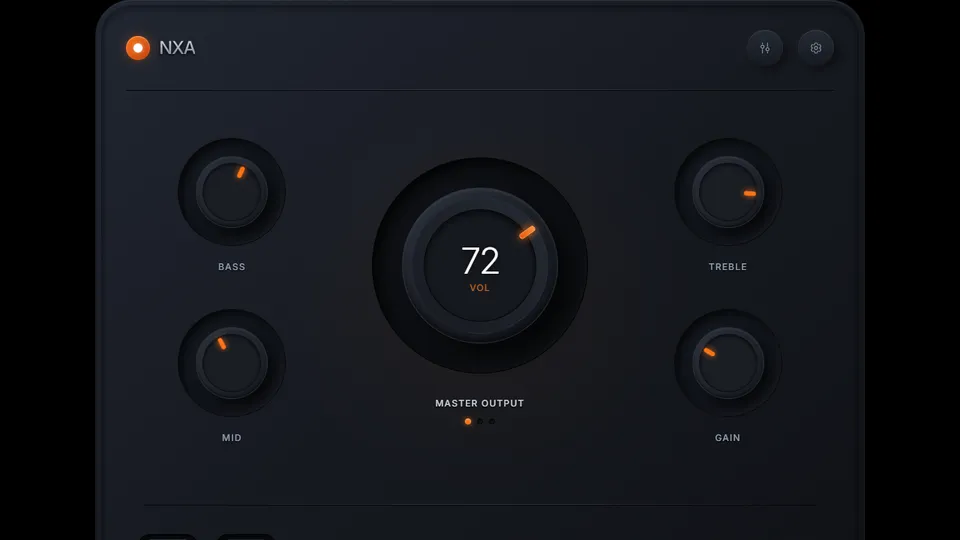 NXA
BASS
72
VOL
TREBLE
MASTER OUTPUT
MID
GAIN